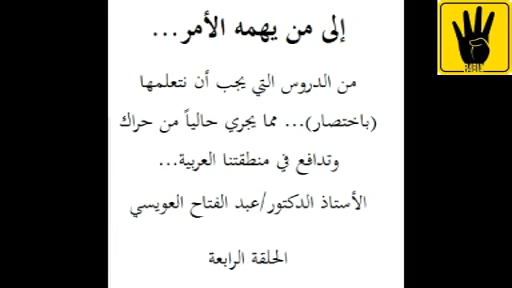 إلى من يهمه الأمر...
من الدروس التي يجب أن نتعلمها
(باختصار)... مما يجري حالياً من حراك
وتدافع في منطقتنا العربية...
الأستاذ الدكتور/عبد الفتاح العويسي
الحلقة الرابعة